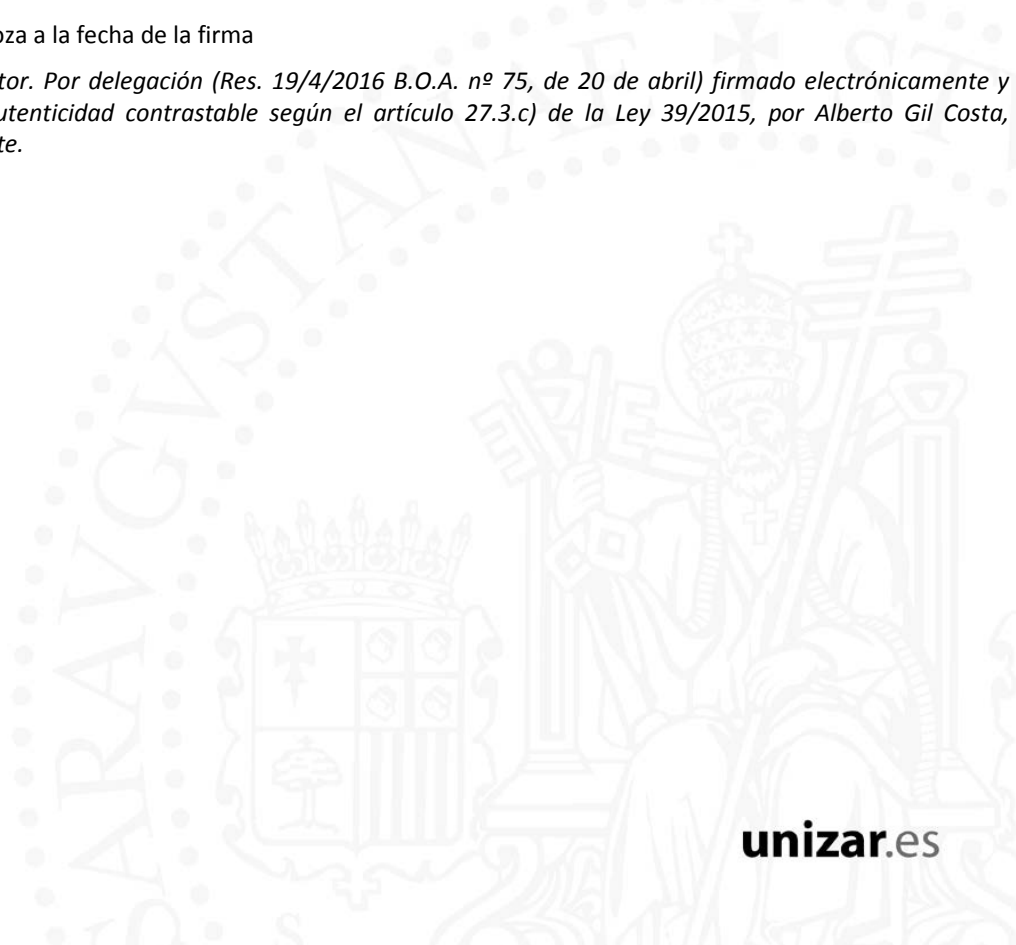 oza a la fecha de la firma
tor. Por delegación (Res. 19/4/2016 B.O.A. nº 75, de 20 de abril) firmado electrónicamente y
utenticidad contrastable según el artículo 27.3.c) de la Ley 39/2015, por Alberto Gil Costa,
te.
ARAVGVSTANAE
unizar.es